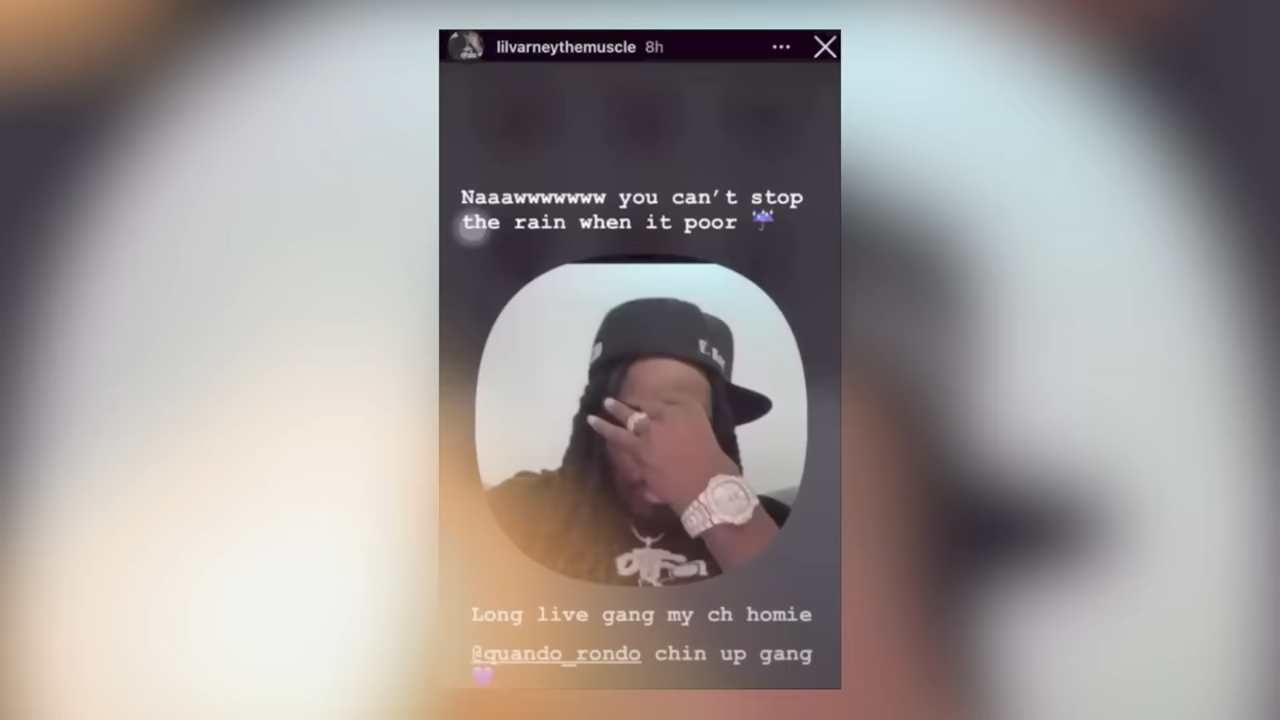 lilvarneythemuscle 8h
Naaawwwwwww you can't stop
the rain when it poor ☔
Long live gang my ch homie
@quando_rondo chin up gang
💜